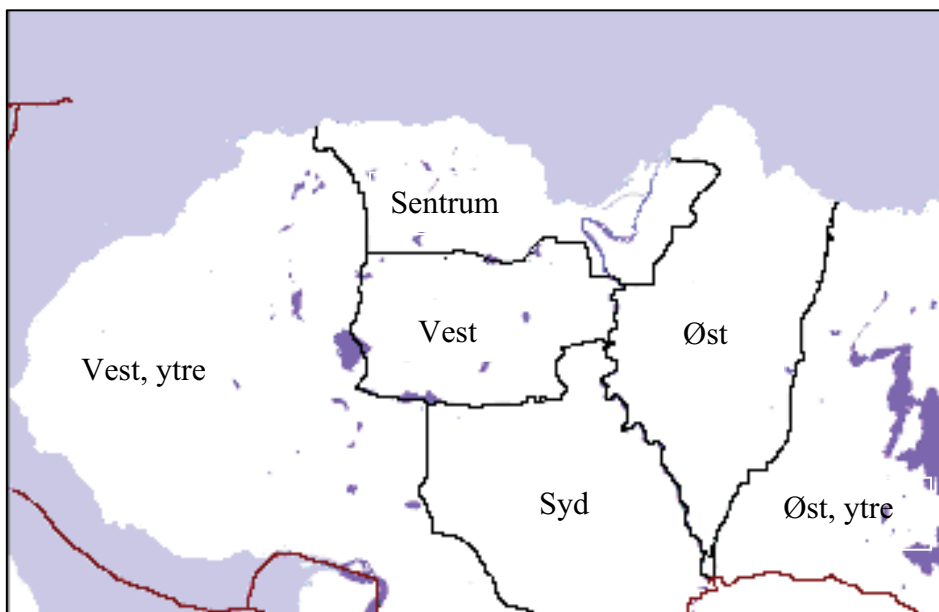 Sentrum
Vest
Øst
Vest, ytre
Syd
Øst, ytre